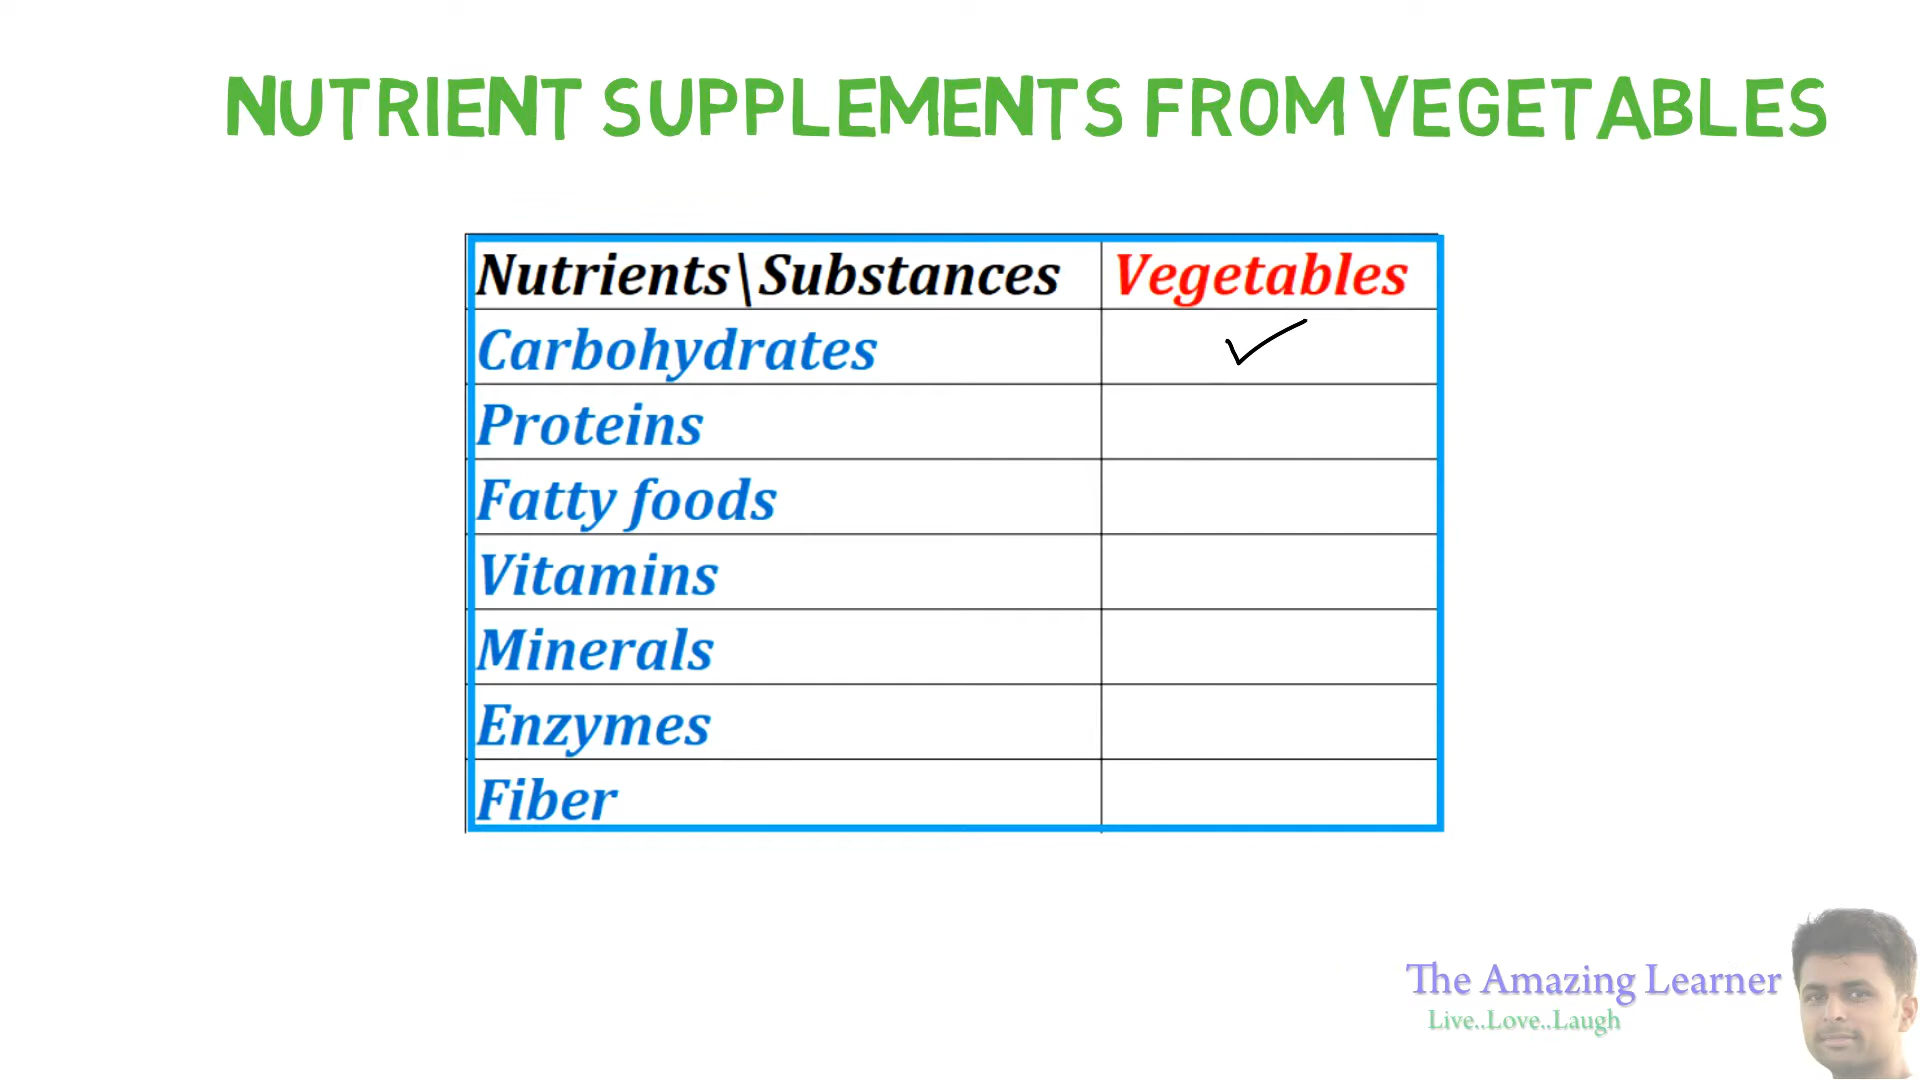 NUTRIENT SUPPLEMENTS FROM VEGETABLES
Nutrients\Substances Vegetables
Carbohydrates ✓
Proteins
Fatty foods
Vitamins
Minerals
Enzymes
Fiber
The Amazing Learner
Live..Love..Laugh